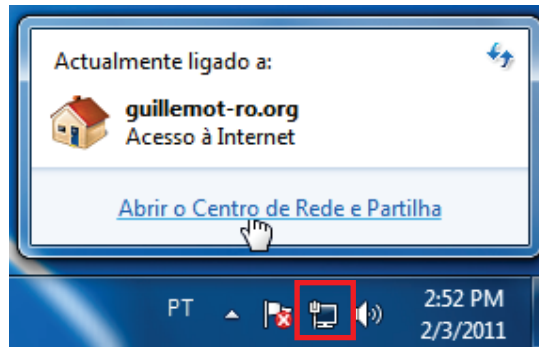 Actualmente ligado a:
guillemot-ro.org
Acesso à Internet
Abrir o Centro de Rede e Partilha
PT
2:52 PM
2/3/2011